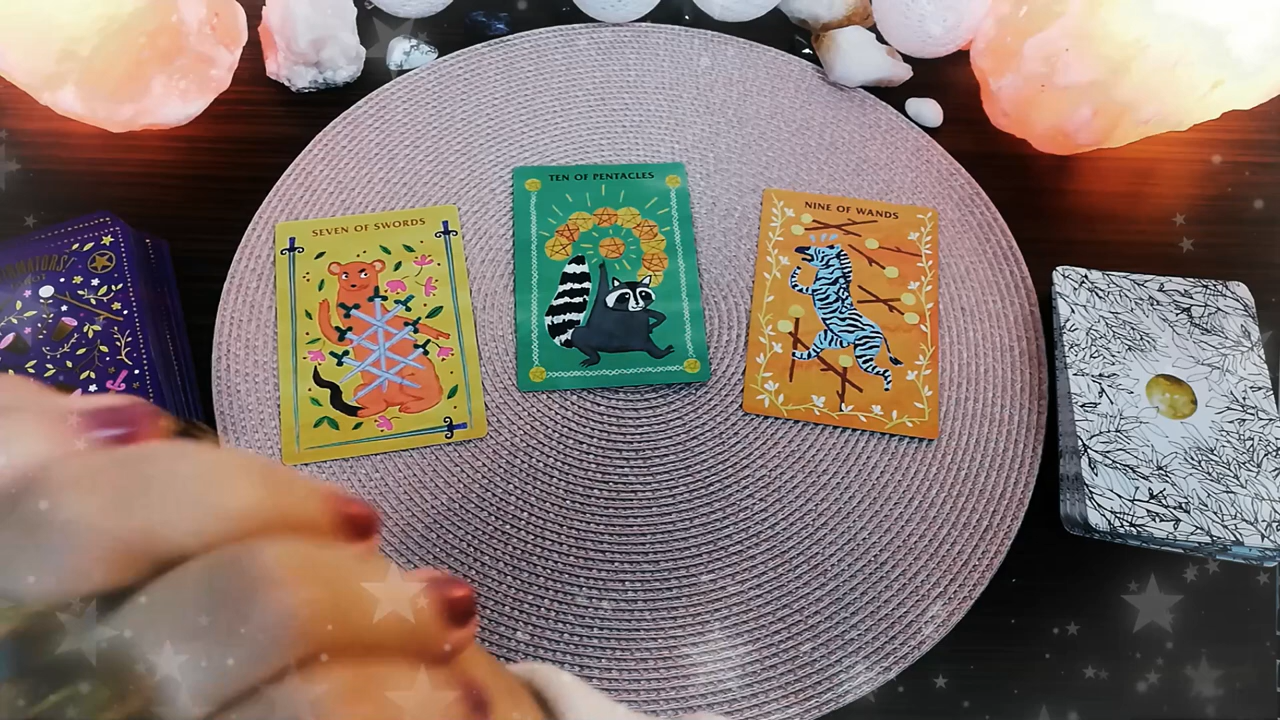 SEVEN OF SWORDS
TEN OF PENTACLES
NINE OF WANDS